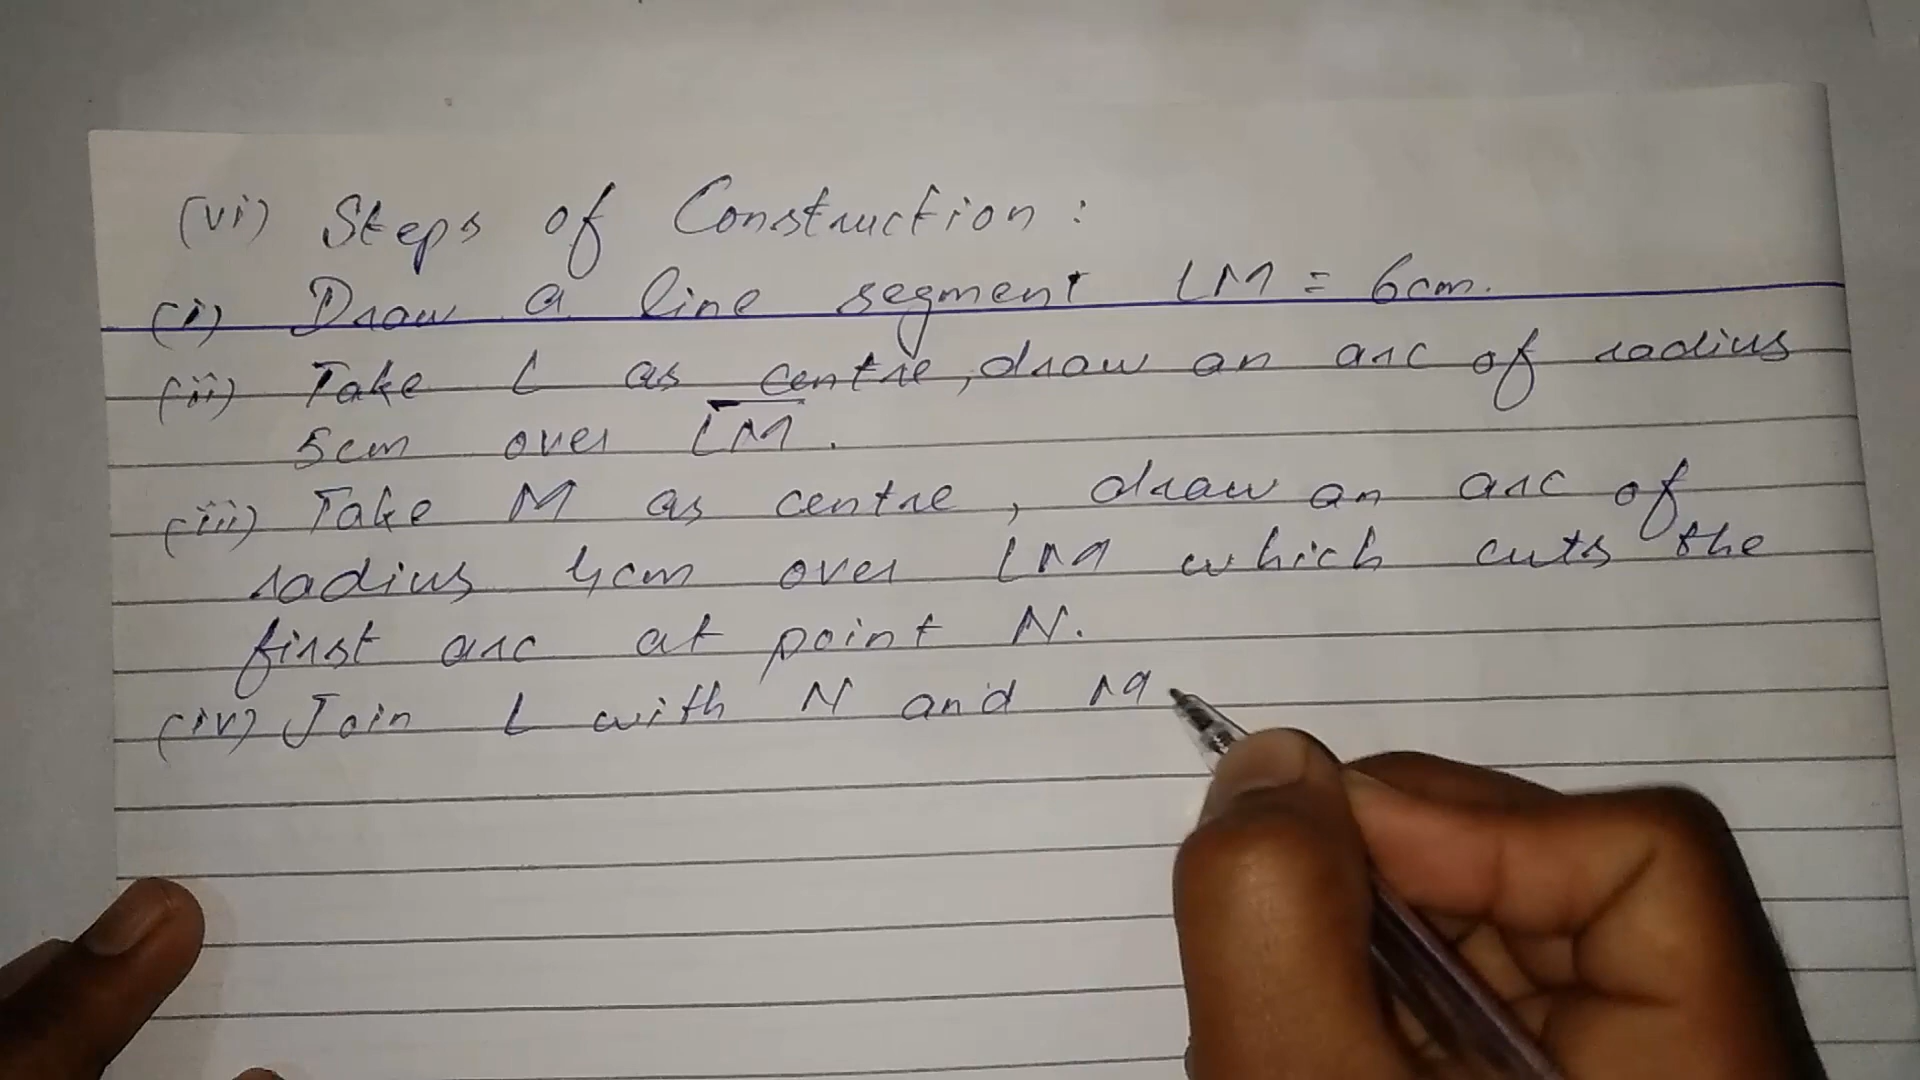 (vi) Steps of Construction:
(i) Draw a line segment LM = 6cm.
(ii) Take L as centre, draw an arc of radius
5cm over LM.
(iii) Take M as centre, draw an arc of
radius 4cm over LM which cuts the
first arc at point N.
(iv) Join L with N and M